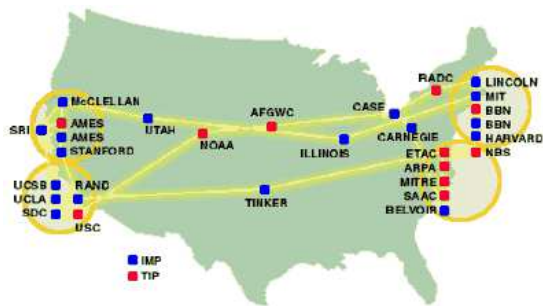 McCLELLAN
SRI
AMES
AMES
STANFORD
UTAH
NOAA
AFGWC
ILLINOIS
CASE
RADC
CARNEGIE
LINCOLN
MIT
BBN
BBN
HARVARD
NBS
ETAC
ARPA
MITRE
SAAC
BELVOIR
UCSB
RAND
UCLA
SDC
USC
TINKER
IMP
TIP